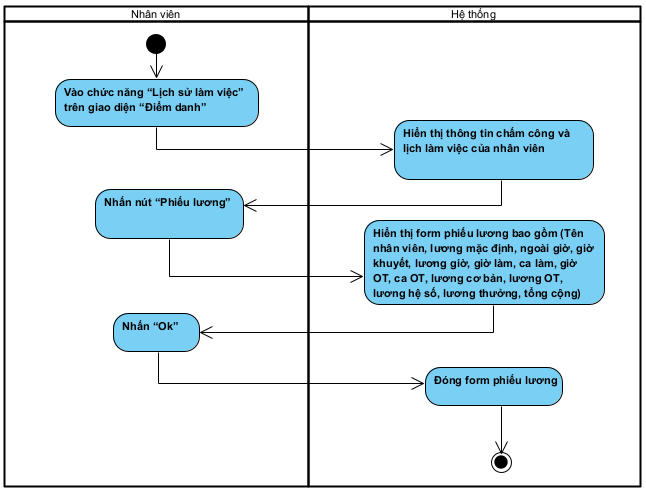 Nhân viên
Hệ thống
Vào chức năng “Lịch sử làm việc”
trên giao diện “Điểm danh”
Hiển thị thông tin chấm công và
lịch làm việc của nhân viên
Nhấn nút “Phiếu lương”
Hiển thị form phiếu lương bao gồm (Tên
nhân viên, lương mặc định, ngoài giờ, giờ
khuyết, lương giờ, giờ làm, ca làm, giờ
OT, ca OT, lương cơ bản, lương OT,
lương hệ số, lương thưởng, tổng cộng)
Nhấn “Ok”
Đóng form phiếu lương